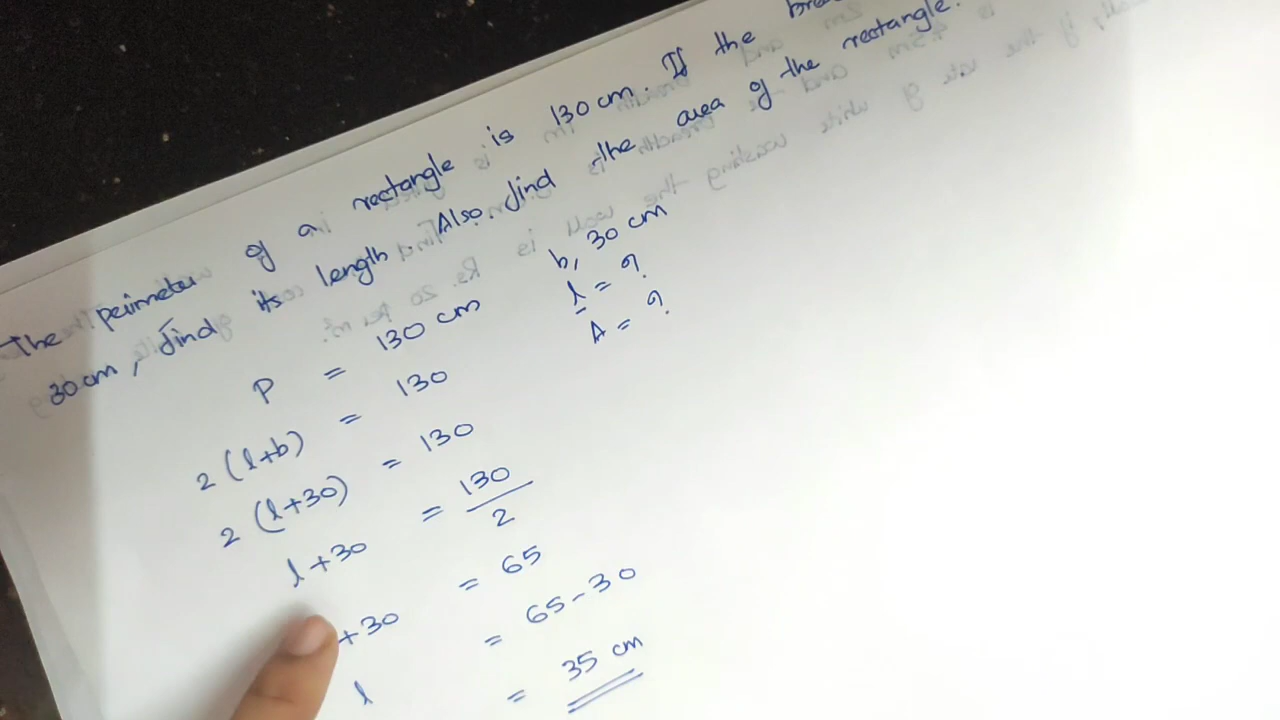 The perimeter of a rectangle is 130 cm. If the
30 cm, find its length. Also, find the area of the rectangle.
b, 30 cm
l = ?
A = ?
P = 130 cm
2 (l+b) = 130
2 (l+30) = 130
l+30 = 130/2
+30 = 65
l = 65-30
= 35 cm